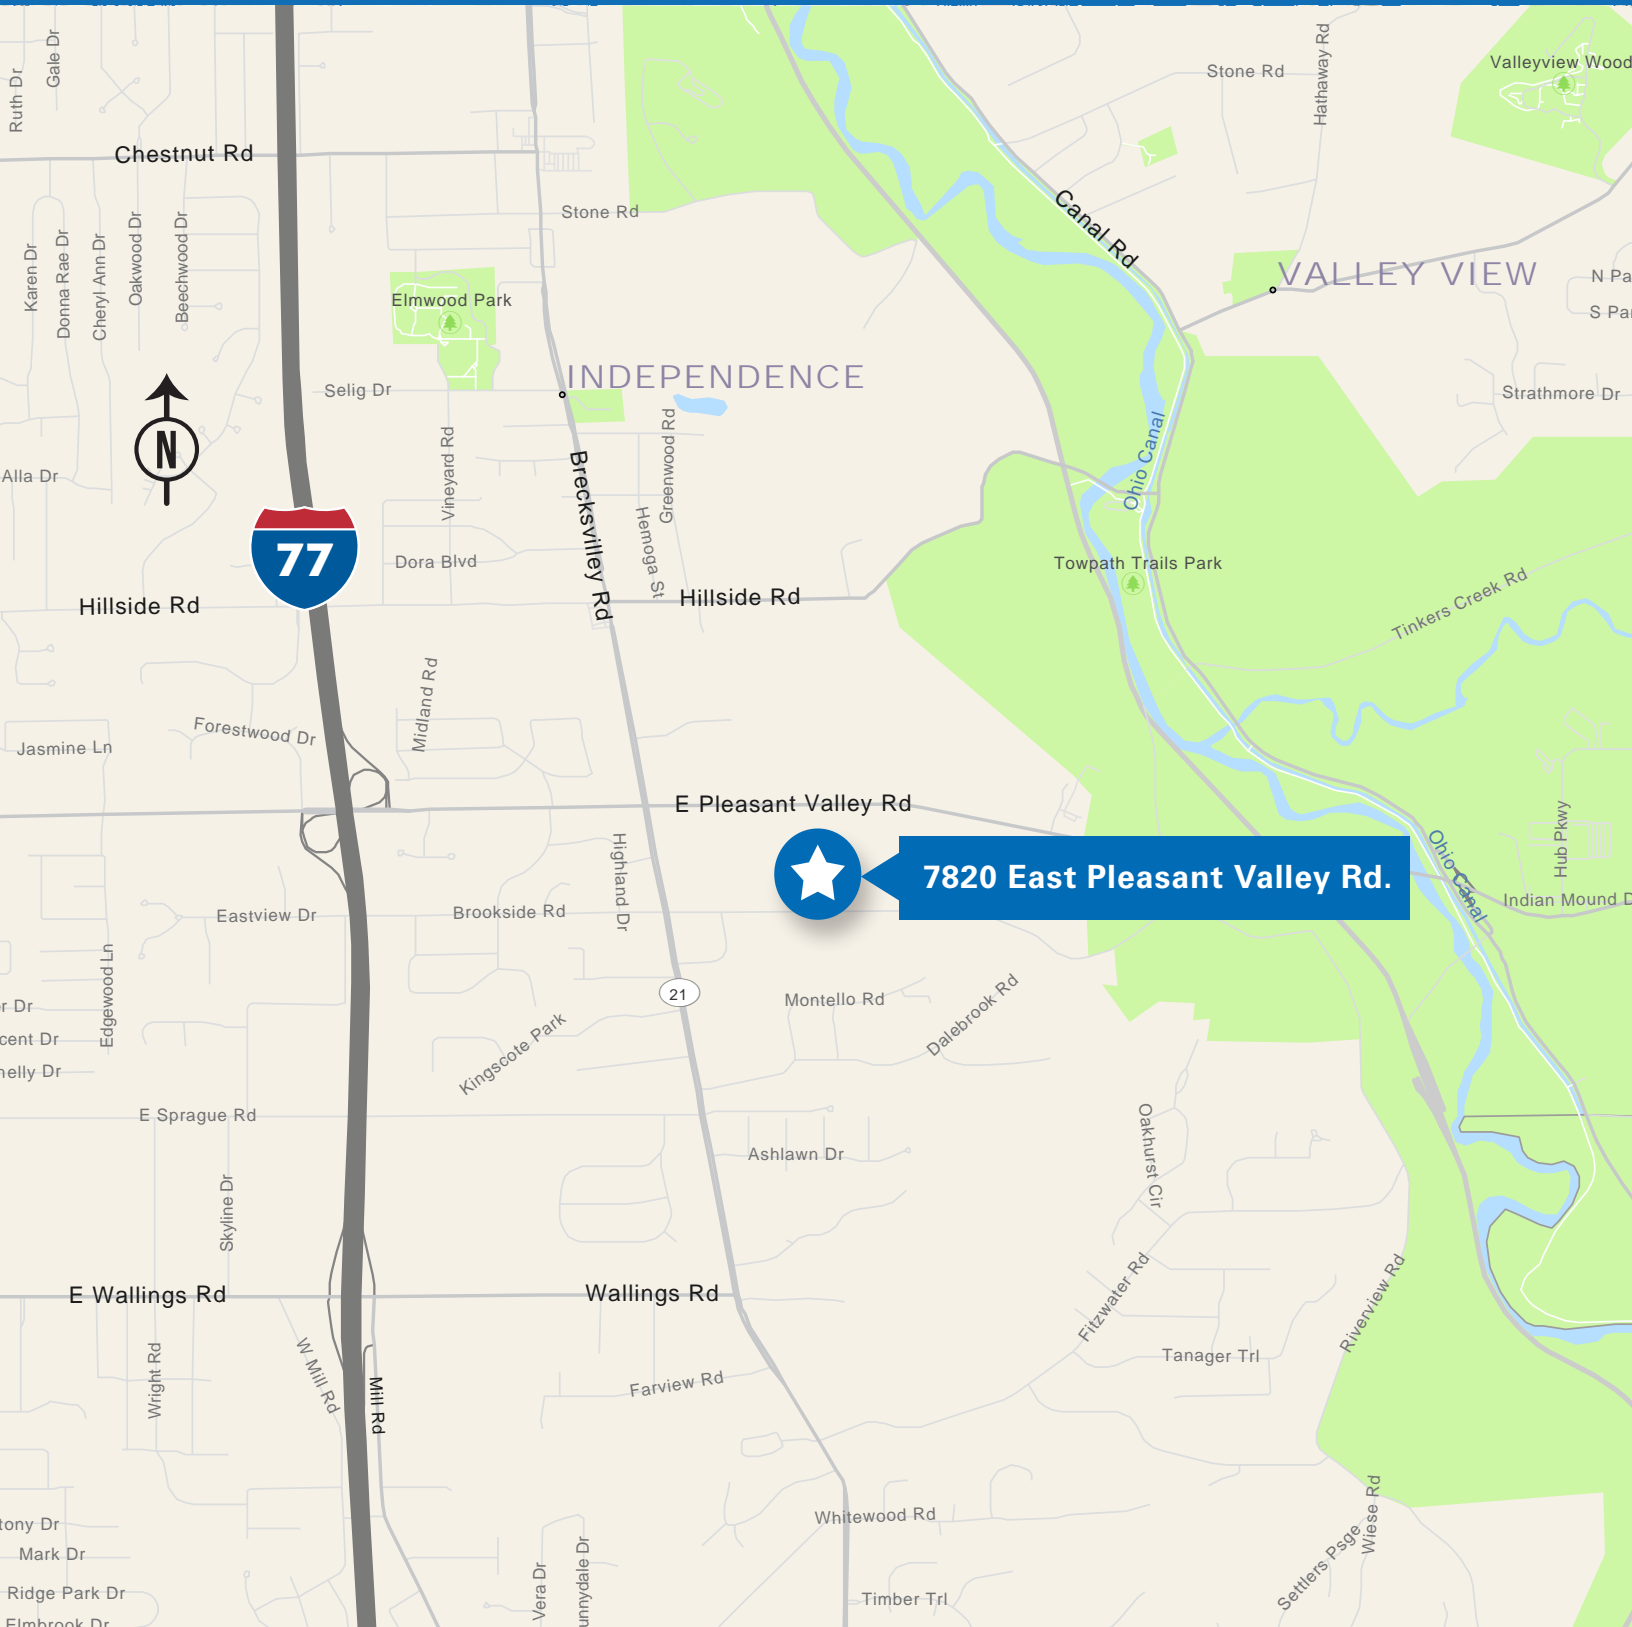 Gale Dr
Ruth Dr
Stone Rd
Hathaway Rd
Chestnut Rd
Stone Rd
Canal Rd
Karen Dr
Donna Rae Dr
Cheryl Ann Dr
Oakwood Dr
Beechwood Dr
VALLEY VIEW
Elmwood Park
INDEPENDENCE
Selig Dr
Strathmore Dr
N
Alla Dr
Vineyard Rd
Brecksvilley Rd
Greenwood Rd
Hemoga St
Ohio Canal
77
Dora Blvd
Towpath Trails Park
Tinkers Creek Rd
Hillside Rd
Hillside Rd
Midland Rd
Forestwood Dr
Jasmine Ln
E Pleasant Valley Rd
7820 East Pleasant Valley Rd.
Highland Dr
Ohio Canal
Hub Pkwy
Indian Mound
Eastview Dr
Brookside Rd
Edgewood Ln
21
Montello Rd
Dalebrook Rd
Kingscote Park
E Sprague Rd
Ashlawn Dr
Oakhurst Cir
Skyline Dr
Fitzwater Rd
Riverview Rd
E Wallings Rd
Wallings Rd
Wright Rd
W Mill Rd
Mill Rd
Farview Rd
Tanager Trl
Whitewood Rd
Wiese Rd
Settlers Psge
Mark Dr
Ridge Park Dr
Elmbrook Dr
Vera Dr
Timber Trl